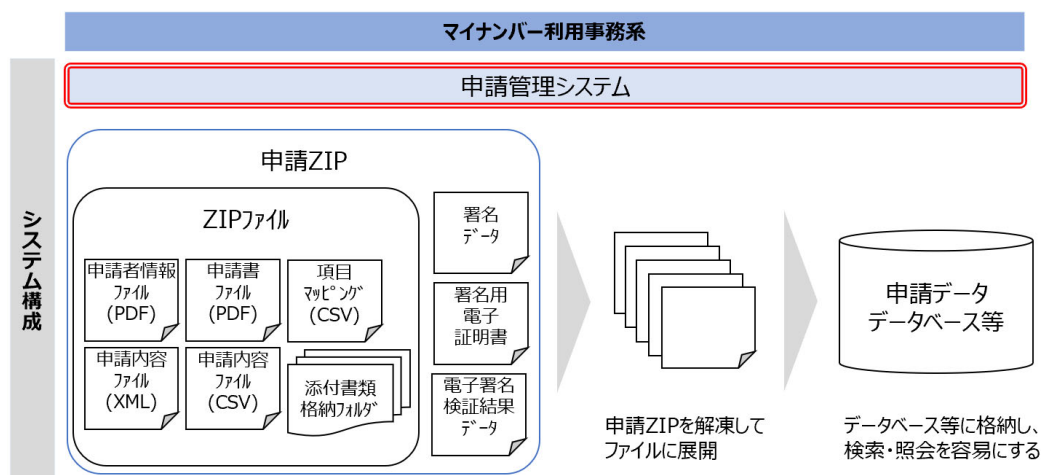 マイナンバー利用事務系
申請管理システム
システム構成
申請ZIP
ZIPファイル
申請者情報
ファイル
(PDF)
申請書
ファイル
(PDF)
項目
マッピング
(CSV)
申請内容
ファイル
(XML)
申請内容
ファイル
(CSV)
添付書類
格納フォルダ
署名
データ
署名用
電子
証明書
電子署名
検証結果
データ
申請ZIPを解凍して
ファイルに展開
申請データ
データベース等
データベース等に格納し、
検索・照会を容易にする